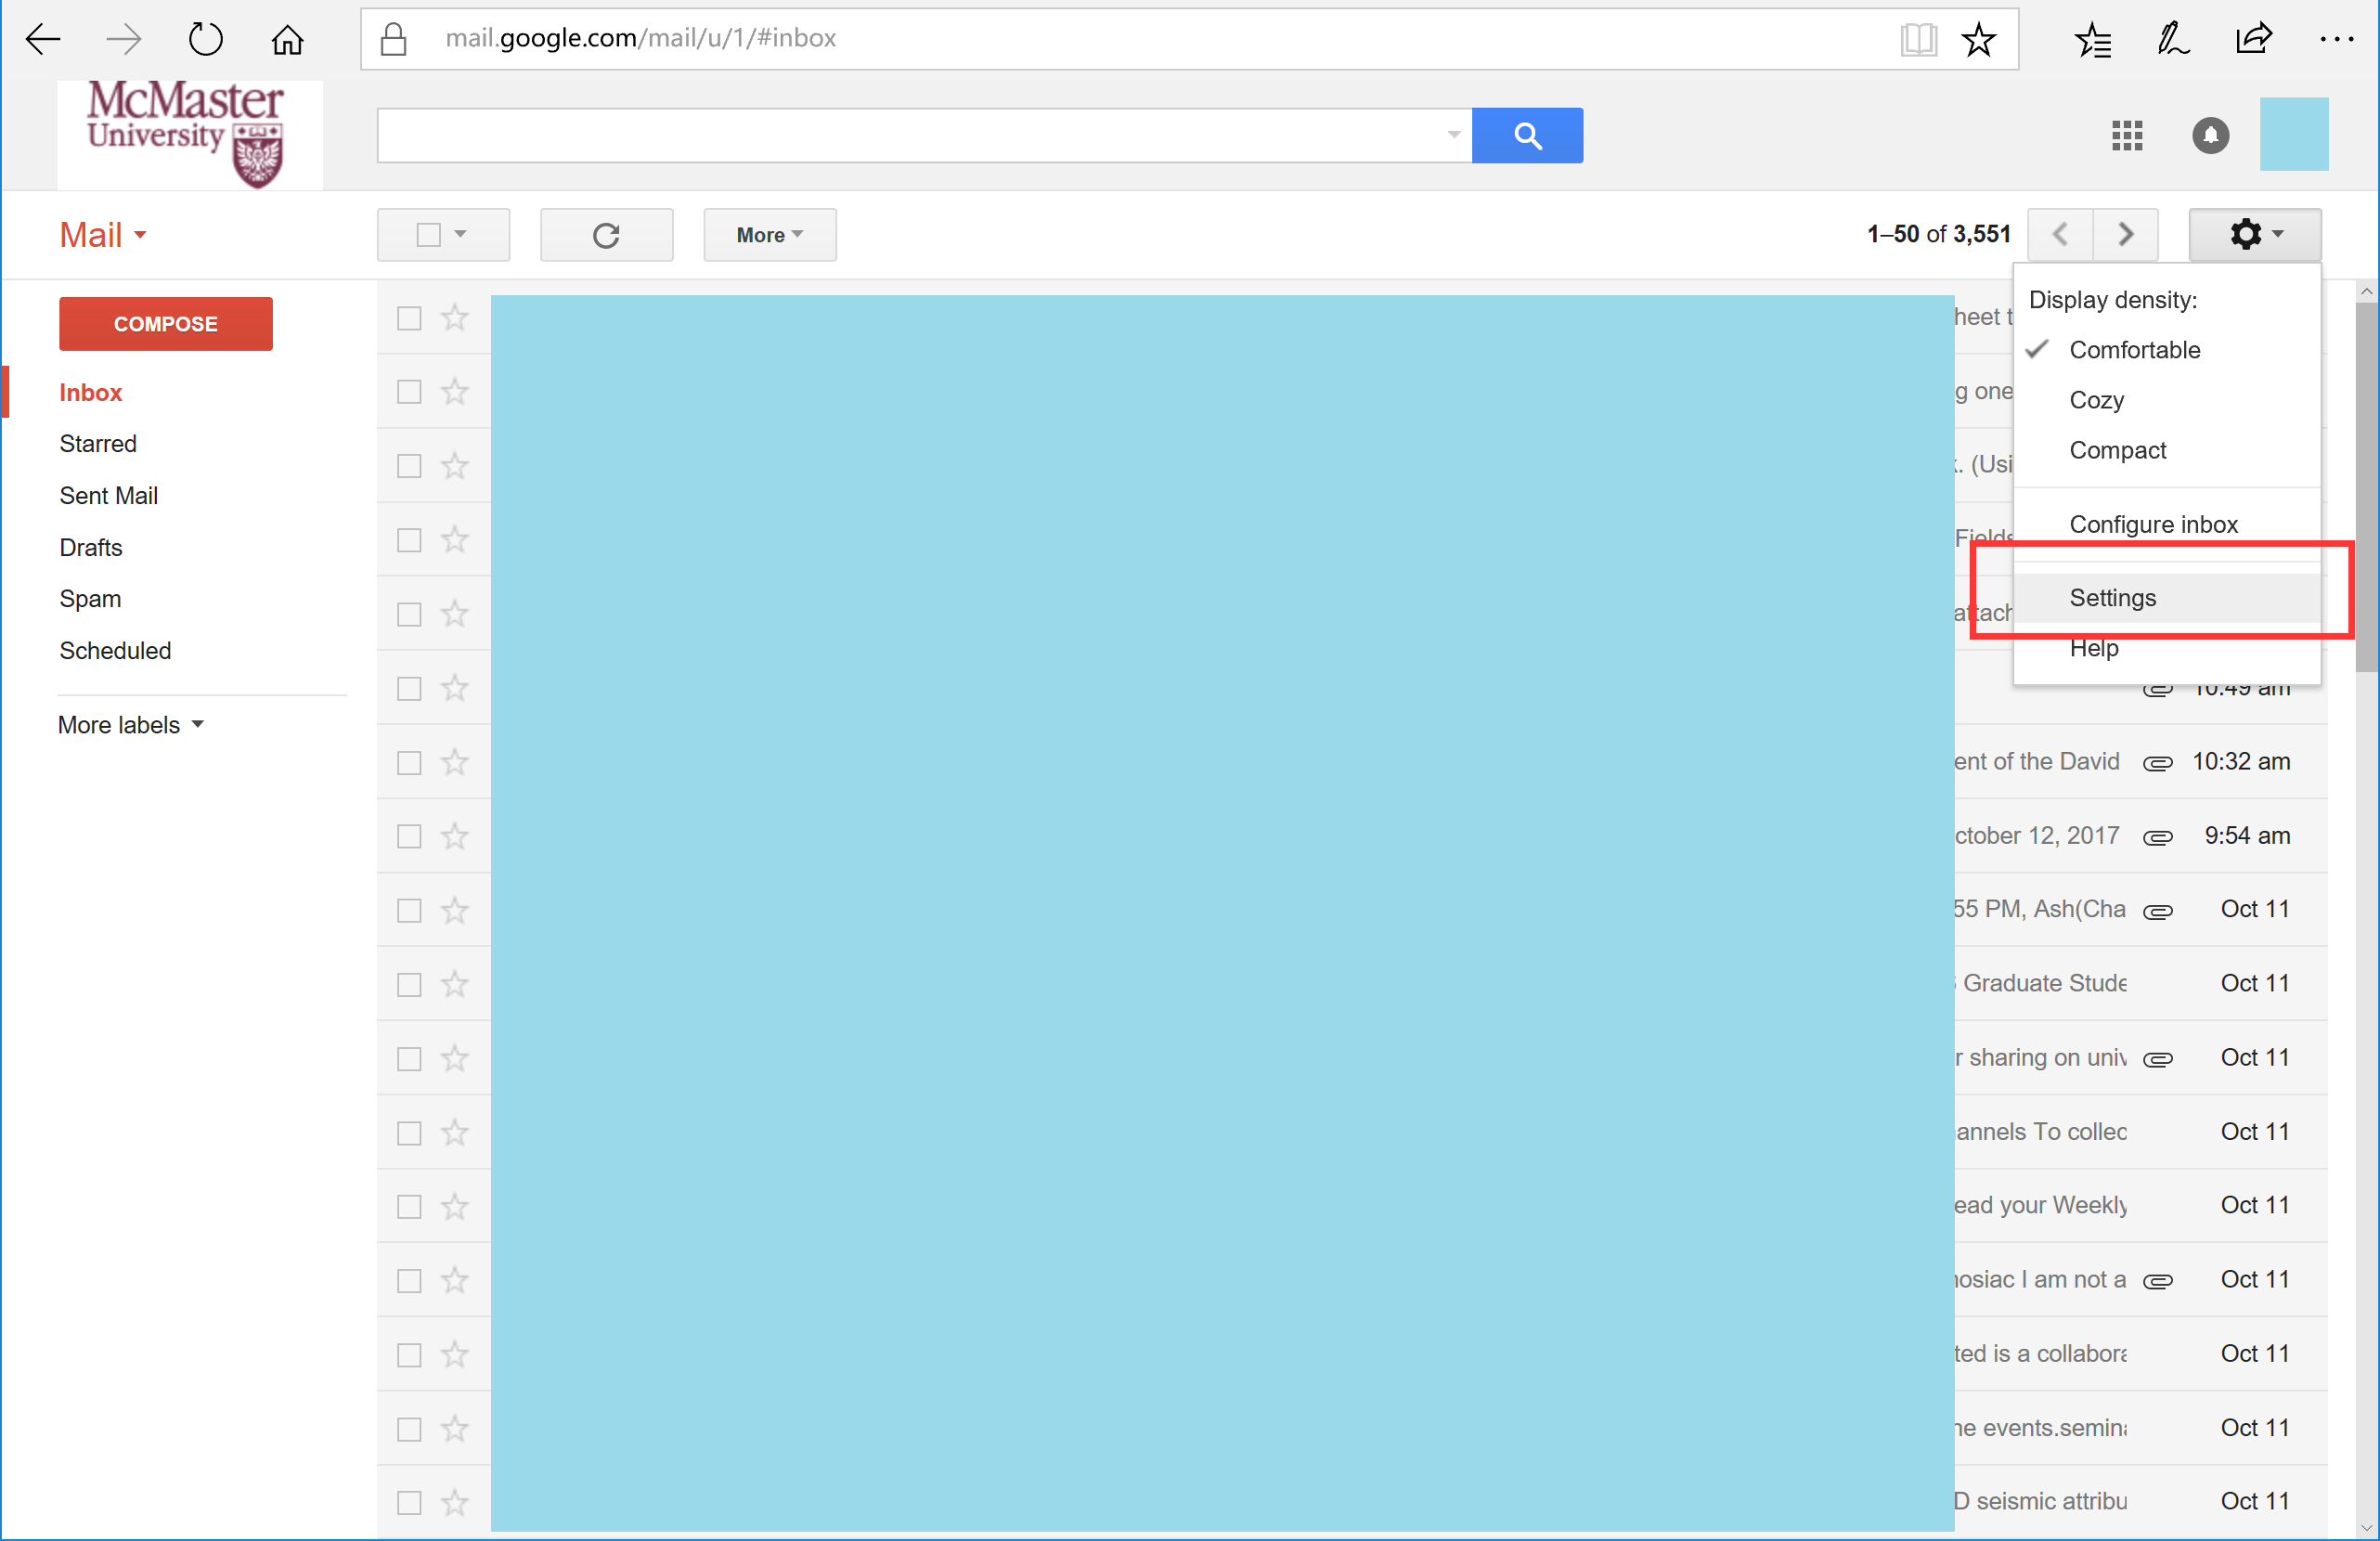 mail.google.com/mail/u/1/#inbox
McMaster
University
Mail
More
1–50 of 3,551
Display density:
Comfortable
Cozy
Compact
Configure inbox
Settings
Help
COMPOSE
Inbox
Starred
Sent Mail
Drafts
Spam
Scheduled
More labels
heet t
g one
. (Usi
Fields
attach
10:49 am
ent of the David 10:32 am
ctober 12, 2017 9:54 am
55 PM, Ash(Cha Oct 11
Graduate Stude Oct 11
r sharing on univ Oct 11
annels To collec Oct 11
ead your Weekly Oct 11
nosiac I am not a Oct 11
ted is a collabora Oct 11
ne events.semina Oct 11
D seismic attribu Oct 11